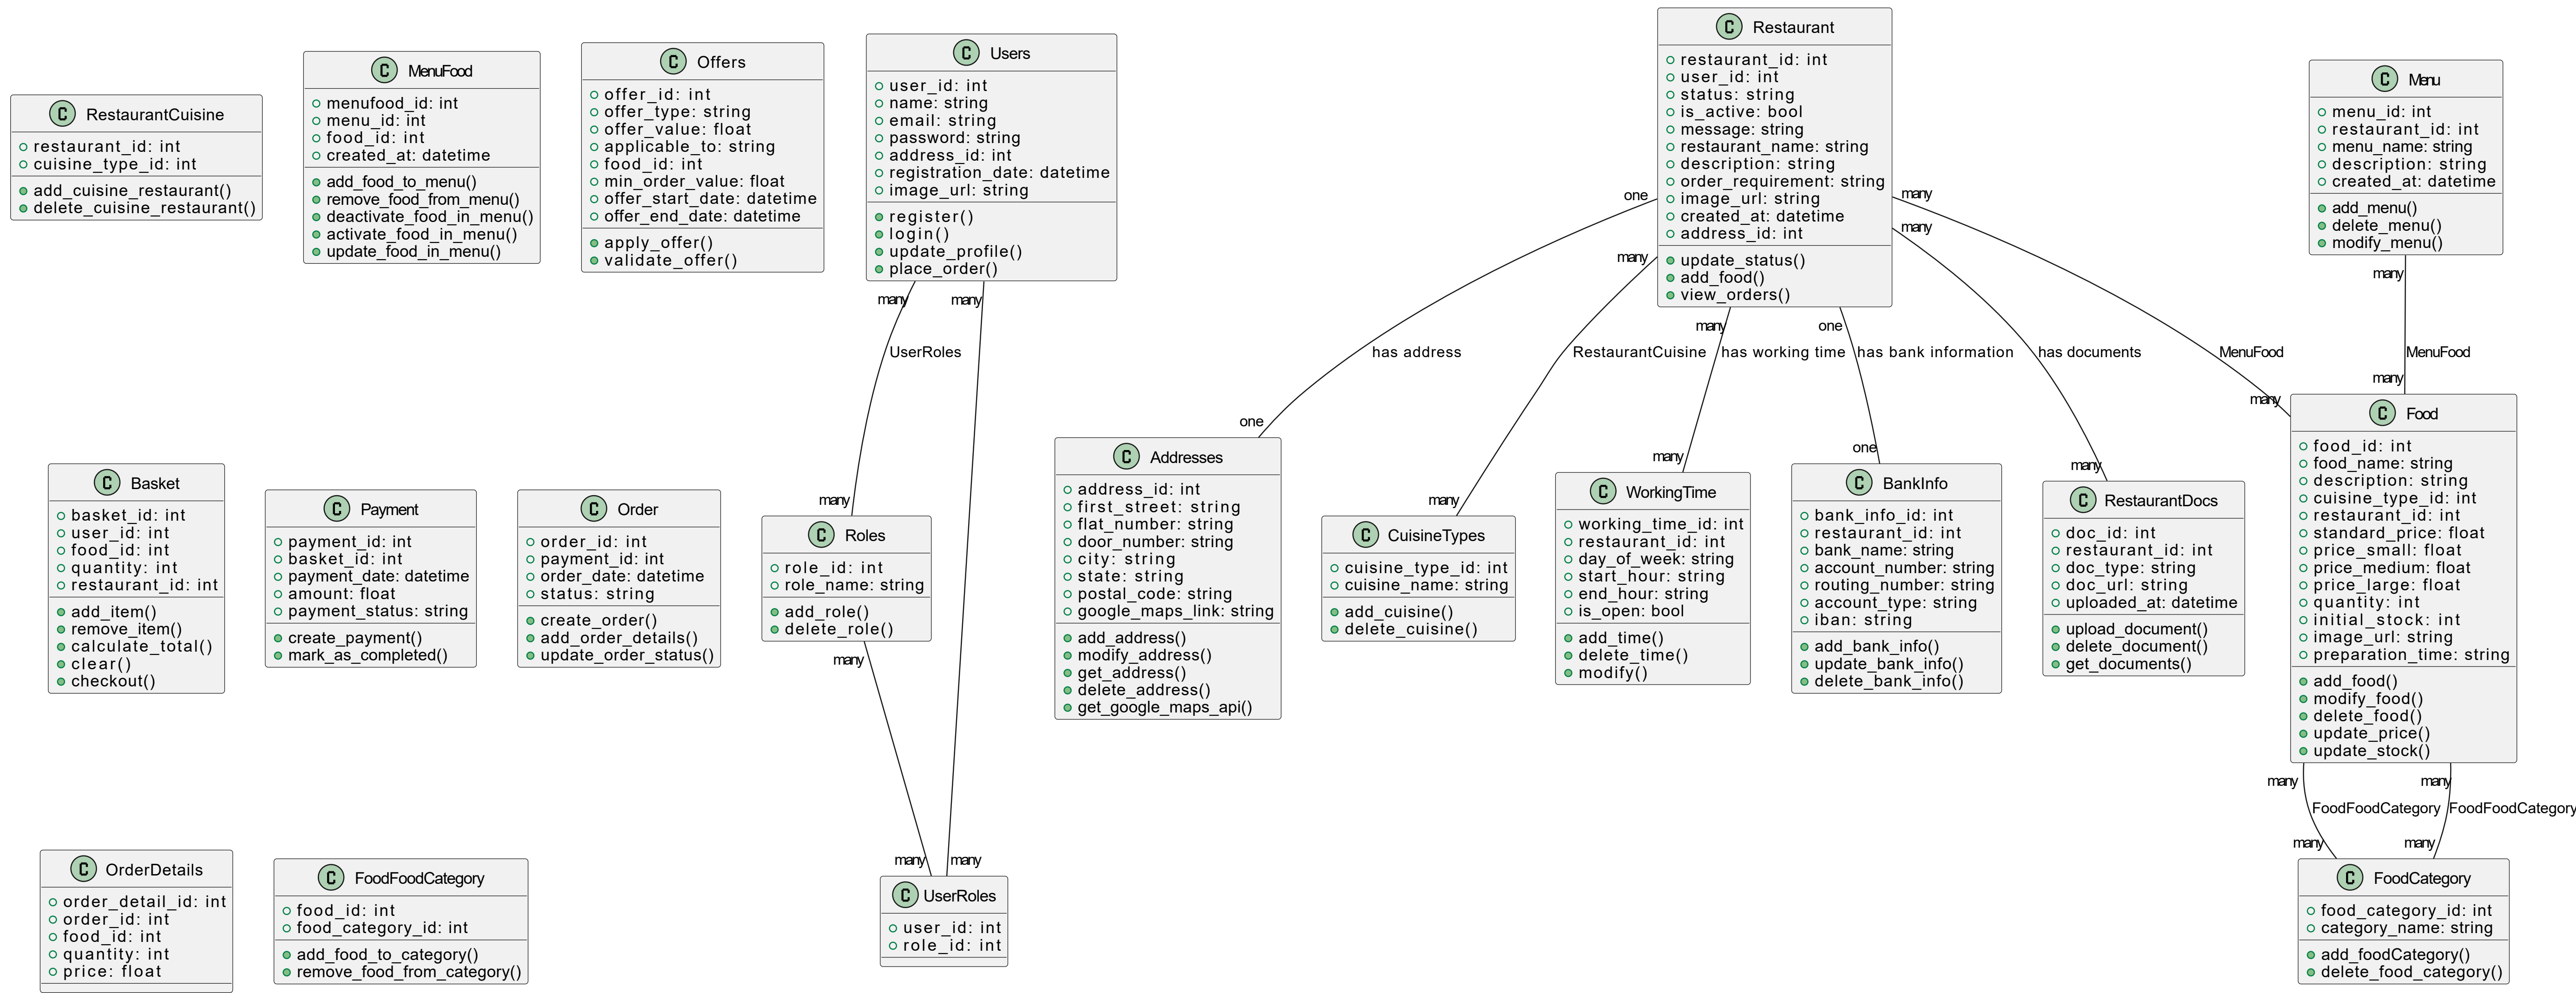 C RestaurantCuisine
restaurant_id: int
cuisine_type_id: int
add_cuisine_restaurant()
delete_cuisine_restaurant()
C MenuFood
menufood_id: int
menu_id: int
food_id: int
created_at: datetime
add_food_to_menu()
remove_food_from_menu()
deactivate_food_in_menu()
activate_food_in_menu()
update_food_in_menu()
C Offers
offer_id: int
offer_type: string
offer_value: float
applicable_to: string
food_id: int
min_order_value: float
offer_start_date: datetime
offer_end_date: datetime
apply_offer()
validate_offer()
C Users
user_id: int
name: string
email: string
password: string
address_id: int
registration_date: datetime
image_url: string
register()
login()
update_profile()
place_order()
C Restaurant
restaurant_id: int
user_id: int
status: string
is_active: bool
message: string
restaurant_name: string
description: string
order_requirement: string
image_url: string
created_at: datetime
address_id: int
update_status()
add_food()
view_orders()
C Menu
menu_id: int
restaurant_id: int
menu_name: string
description: string
created_at: datetime
add_menu()
delete_menu()
modify_menu()
one
many
many
many
many
many
many
one
many
UserRoles
has address
RestaurantCuisine
has working time
has bank information
has documents
MenuFood
MenuFood
many
one
many
many
one
many
many
many
C Basket
basket_id: int
user_id: int
food_id: int
quantity: int
restaurant_id: int
add_item()
remove_item()
calculate_total()
clear()
checkout()
C Payment
payment_id: int
basket_id: int
payment_date: datetime
amount: float
payment_status: string
create_payment()
mark_as_completed()
C Order
order_id: int
payment_id: int
order_date: datetime
status: string
create_order()
add_order_details()
update_order_status()
C Roles
role_id: int
role_name: string
add_role()
delete_role()
C Addresses
address_id: int
first_street: string
flat_number: string
door_number: string
city: string
state: string
postal_code: string
google_maps_link: string
add_address()
modify_address()
get_address()
delete_address()
get_google_maps_api()
C CuisineTypes
cuisine_type_id: int
cuisine_name: string
add_cuisine()
delete_cuisine()
C WorkingTime
working_time_id: int
restaurant_id: int
day_of_week: string
start_hour: string
end_hour: string
is_open: bool
add_time()
delete_time()
modify()
C BankInfo
bank_info_id: int
restaurant_id: int
bank_name: string
account_number: string
routing_number: string
account_type: string
iban: string
add_bank_info()
update_bank_info()
delete_bank_info()
C RestaurantDocs
doc_id: int
restaurant_id: int
doc_type: string
doc_url: string
uploaded_at: datetime
upload_document()
delete_document()
get_documents()
C Food
food_id: int
food_name: string
description: string
cuisine_type_id: int
restaurant_id: int
standard_price: float
price_small: float
price_medium: float
price_large: float
quantity: int
initial_stock: int
image_url: string
preparation_time: string
add_food()
modify_food()
delete_food()
update_price()
update_stock()
many
many
many
FoodFoodCategory
FoodFoodCategory
many
many
many
many
C OrderDetails
order_detail_id: int
order_id: int
food_id: int
quantity: int
price: float
C FoodFoodCategory
food_id: int
food_category_id: int
add_food_to_category()
remove_food_from_category()
C UserRoles
user_id: int
role_id: int
C FoodCategory
food_category_id: int
category_name: string
add_foodCategory()
delete_food_category()